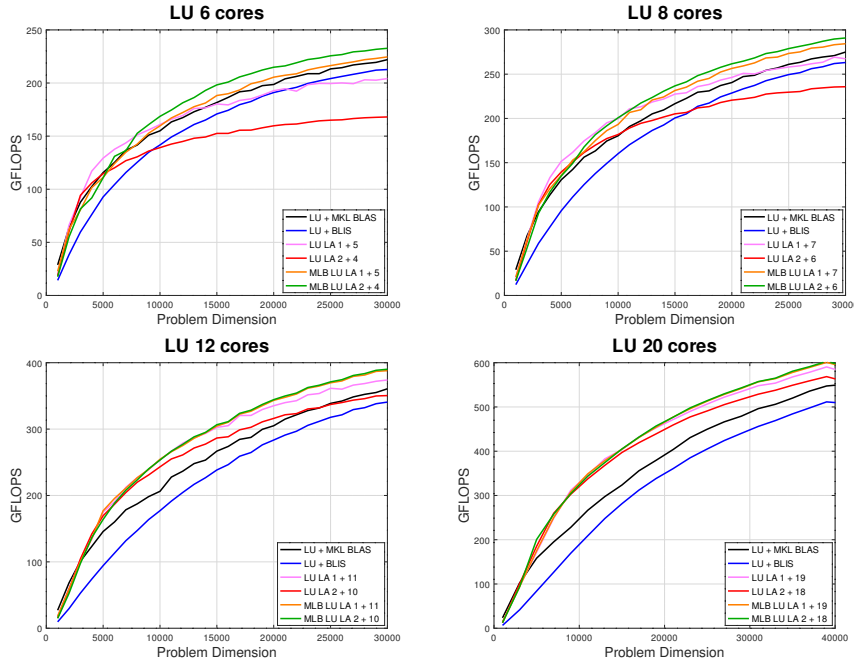 LU 6 cores
GFLOPS
250
200
150
100
50
0
0 5000 10000 15000 20000 25000 30000
Problem Dimension
LU + MKL BLAS
LU + BLIS
LU LA 1 + 5
LU LA 2 + 4
MLB LU LA 1 + 5
MLB LU LA 2 + 4
LU 8 cores
GFLOPS
300
250
200
150
100
50
0
0 5000 10000 15000 20000 25000 30000
Problem Dimension
LU + MKL BLAS
LU + BLIS
LU LA 1 + 7
LU LA 2 + 6
MLB LU LA 1 + 7
MLB LU LA 2 + 6
LU 12 cores
GFLOPS
400
300
200
100
0
0 5000 10000 15000 20000 25000 30000
Problem Dimension
LU + MKL BLAS
LU + BLIS
LU LA 1 + 11
LU LA 2 + 10
MLB LU LA 1 + 11
MLB LU LA 2 + 10
LU 20 cores
GFLOPS
600
500
400
300
200
100
0
0 10000 20000 30000 40000
Problem Dimension
LU + MKL BLAS
LU + BLIS
LU LA 1 + 19
LU LA 2 + 18
MLB LU LA 1 + 19
MLB LU LA 2 + 18